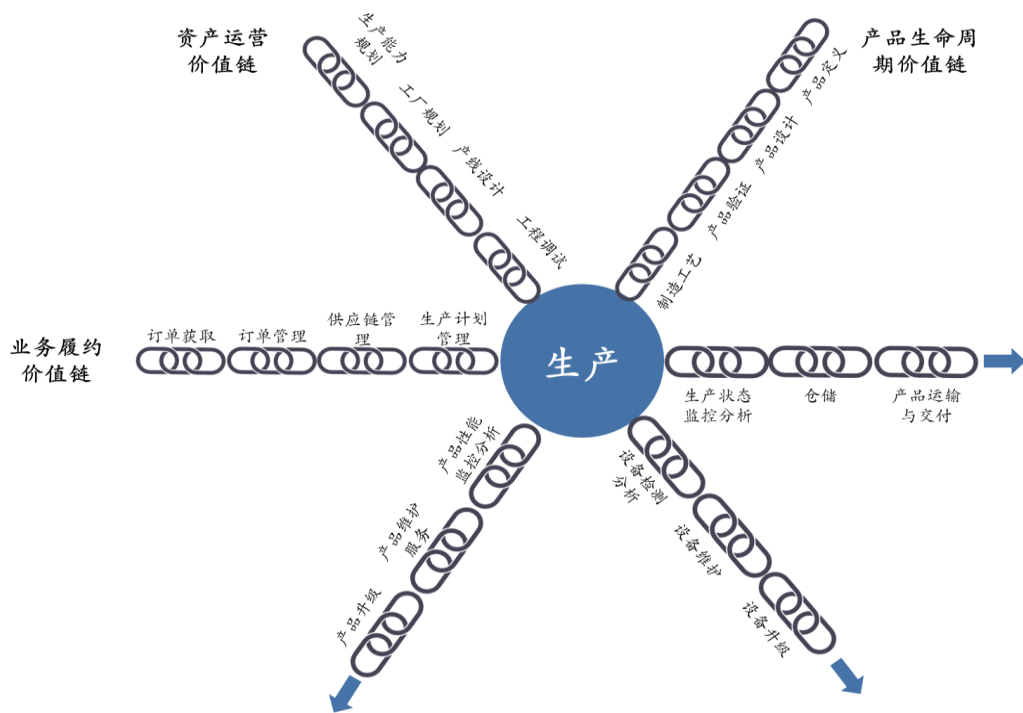 资产运营
价值链
生产能力
规划
工厂规划
产线设计
工程调试
产品生命周
期价值链
产品定义
产品设计
产品验证
制造工艺
业务履约
价值链
订单获取
订单管理
供应链管
理
生产计划
管理
生产
生产状态
监控分析
仓储
产品运输
与交付
产品性能
监控分析
产品维护
服务
产品升级
设备检测
分析
设备维护
设备升级